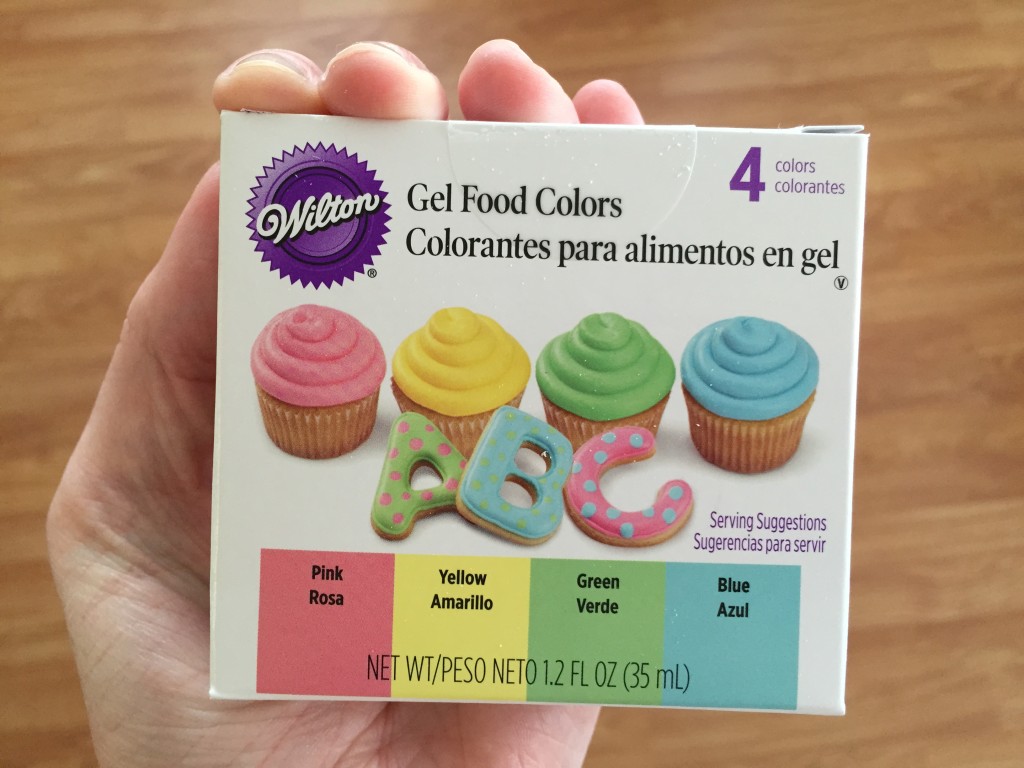 Wilton
®
4 colors
colorantes
Gel Food Colors
Colorantes para alimentos en gel
V
ABC
Serving Suggestions
Sugerencias para servir
Pink
Rosa
Yellow
Amarillo
Green
Verde
Blue
Azul
NET WT/PESO NETO 1.2 FL OZ (35 mL)